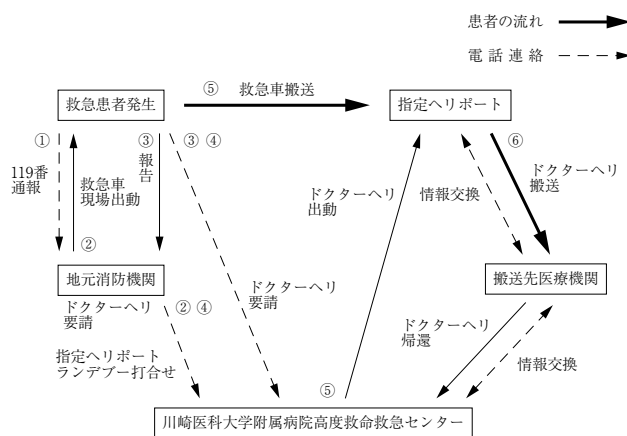 患者の流れ
電話連絡
⑤ 救急車搬送
救急患者発生
指定ヘリポート
①
③
③ ④
⑥
119番
通報
救急車
現場出動
報告
ドクターヘリ
搬送
ドクターヘリ
出動
情報交換
②
地元消防機関
搬送先医療機関
ドクターヘリ
要請
② ④
ドクターヘリ
要請
ドクターヘリ
帰還
指定ヘリポート
ランデブー打合せ
情報交換
⑤
川崎医科大学附属病院高度救命救急センター